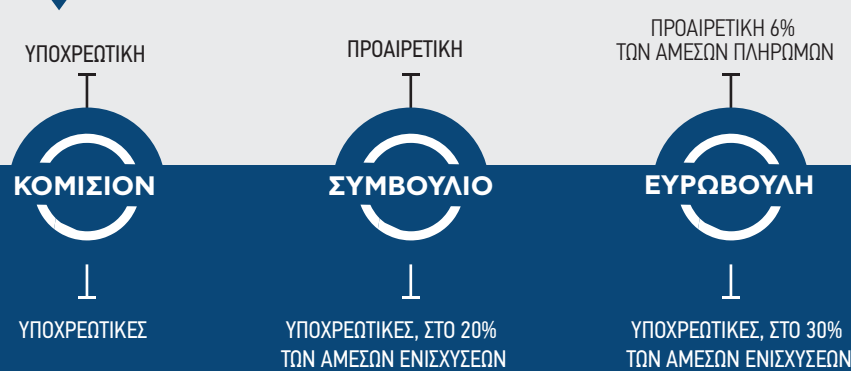 ΥΠΟΧΡΕΩΤΙΚΗ
ΠΡΟΑΙΡΕΤΙΚΗ
ΠΡΟΑΙΡΕΤΙΚΗ 6%
ΤΩΝ ΑΜΕΣΩΝ ΠΛΗΡΩΜΩΝ
ΚΟΜΙΣΙΟΝ
ΣΥΜΒΟΥΛΙΟ
ΕΥΡΩΒΟΥΛΗ
ΥΠΟΧΡΕΩΤΙΚΕΣ
ΥΠΟΧΡΕΩΤΙΚΕΣ, ΣΤΟ 20%
ΤΩΝ ΑΜΕΣΩΝ ΕΝΙΣΧΥΣΕΩΝ
ΥΠΟΧΡΕΩΤΙΚΕΣ, ΣΤΟ 30%
ΤΩΝ ΑΜΕΣΩΝ ΕΝΙΣΧΥΣΕΩΝ